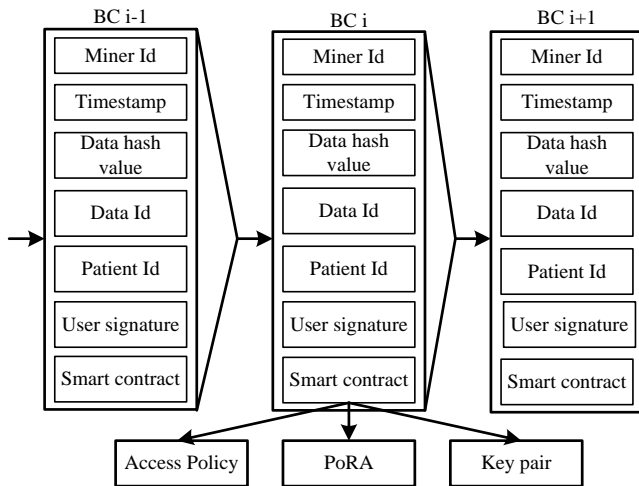 BC i-1
Miner Id
Timestamp
Data hash
value
Data Id
Patient Id
User signature
Smart contract
BC i
Miner Id
Timestamp
Data hash
value
Data Id
Patient Id
User signature
Smart contract
BC i+1
Miner Id
Timestamp
Data hash
value
Data Id
Patient Id
User signature
Smart contract
Access Policy
PoRA
Key pair